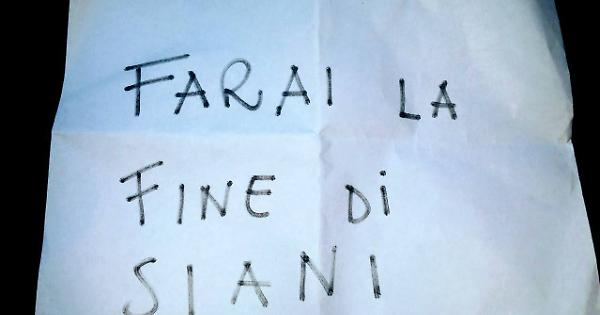 FARAI LA
FINE Di
SIANI